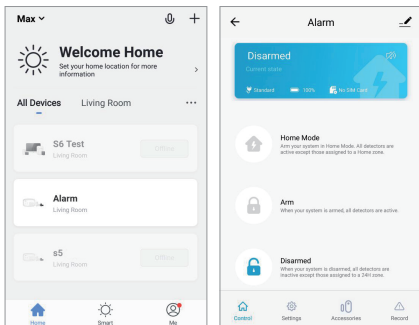 Max
Welcome Home
Set your home location for more
information
All Devices
Living Room
S6 Test
Living Room
Offline
Alarm
Living Room
s5
Living Room
Offline
Home
Smart
Me
Alarm
Disarmed
Current state
Standard
100%
No SIM Card
Home Mode
Arm your system in Home Mode. All detectors are
active except those assigned to a Home zone.
Arm
When your system is armed, all detectors are active.
Disarmed
When your system is disarmed, all detectors are
inactive except those assigned to a 24H zone.
Control
Settings
Accessories
Record